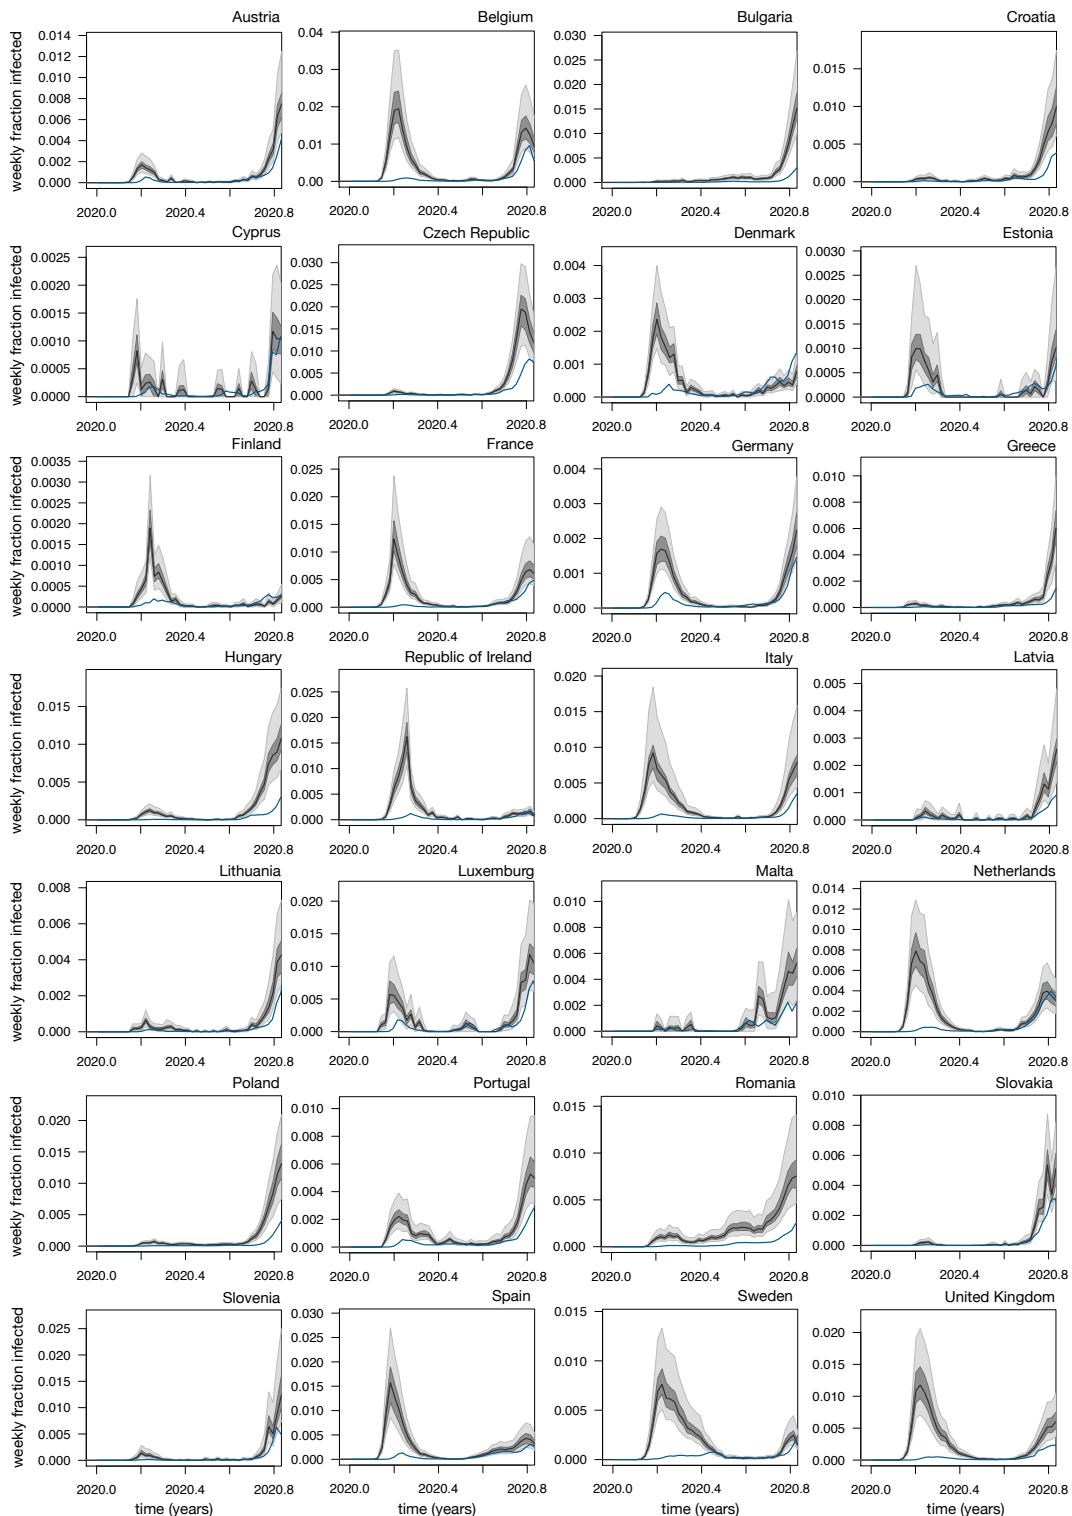 Austria
Belgium
Bulgaria
Croatia
weekly fraction infected
0.014
0.012
0.010
0.008
0.006
0.004
0.002
0.000
0.04
0.03
0.02
0.01
0.00
0.030
0.025
0.020
0.015
0.010
0.005
0.000
0.015
0.010
0.005
0.000
2020.0 2020.4 2020.8
2020.0 2020.4 2020.8
2020.0 2020.4 2020.8
2020.0 2020.4 2020.8
Cyprus
Czech Republic
Denmark
Estonia
weekly fraction infected
0.0025
0.0020
0.0015
0.0010
0.0005
0.0000
0.030
0.025
0.020
0.015
0.010
0.005
0.000
0.004
0.003
0.002
0.001
0.000
0.0030
0.0025
0.0020
0.0015
0.0010
0.0005
0.0000
2020.0 2020.4 2020.8
2020.0 2020.4 2020.8
2020.0 2020.4 2020.8
2020.0 2020.4 2020.8
Finland
France
Germany
Greece
weekly fraction infected
0.0035
0.0030
0.0025
0.0020
0.0015
0.0010
0.0005
0.0000
0.025
0.020
0.015
0.010
0.005
0.000
0.004
0.003
0.002
0.001
0.000
0.010
0.008
0.006
0.004
0.002
0.000
2020.0 2020.4 2020.8
2020.0 2020.4 2020.8
2020.0 2020.4 2020.8
2020.0 2020.4 2020.8
Hungary
Republic of Ireland
Italy
Latvia
weekly fraction infected
0.015
0.010
0.005
0.000
0.025
0.020
0.015
0.010
0.005
0.000
0.020
0.015
0.010
0.005
0.000
0.005
0.004
0.003
0.002
0.001
0.000
2020.0 2020.4 2020.8
2020.0 2020.4 2020.8
2020.0 2020.4 2020.8
2020.0 2020.4 2020.8
Lithuania
Luxemburg
Malta
Netherlands
weekly fraction infected
0.008
0.006
0.004
0.002
0.000
0.020
0.015
0.010
0.005
0.000
0.010
0.008
0.006
0.004
0.002
0.000
0.014
0.012
0.010
0.008
0.006
0.004
0.002
0.000
2020.0 2020.4 2020.8
2020.0 2020.4 2020.8
2020.0 2020.4 2020.8
2020.0 2020.4 2020.8
Poland
Portugal
Romania
Slovakia
weekly fraction infected
0.020
0.015
0.010
0.005
0.000
0.010
0.008
0.006
0.004
0.002
0.000
0.015
0.010
0.005
0.000
0.010
0.008
0.006
0.004
0.002
0.000
2020.0 2020.4 2020.8
2020.0 2020.4 2020.8
2020.0 2020.4 2020.8
2020.0 2020.4 2020.8
Slovenia
Spain
Sweden
United Kingdom
weekly fraction infected
0.025
0.020
0.015
0.010
0.005
0.000
0.030
0.025
0.020
0.015
0.010
0.005
0.000
0.015
0.010
0.005
0.000
0.020
0.015
0.010
0.005
0.000
2020.0 2020.4 2020.8
2020.0 2020.4 2020.8
2020.0 2020.4 2020.8
2020.0 2020.4 2020.8
time (years)
time (years)
time (years)
time (years)